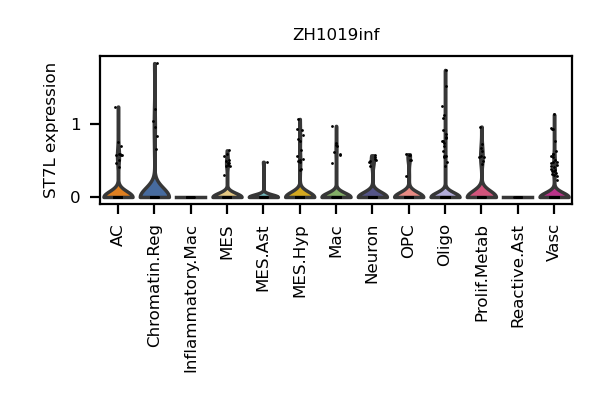 ZH1019inf
ST7L expression
1
0
AC
Chromatin.Reg
Inflammatory.Mac
MES
MES.Ast
MES.Hyp
Mac
Neuron
OPC
Oligo
Prolif.Metab
Reactive.Ast
Vasc